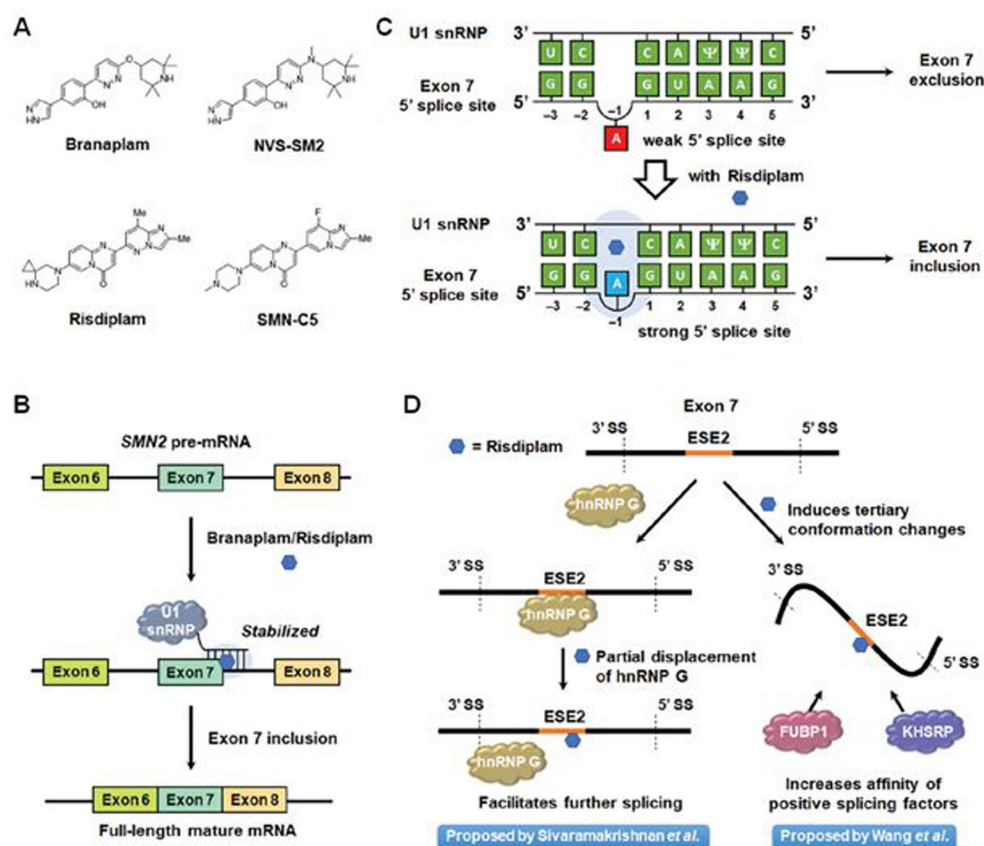 A
Branaplam
NVS-SM2
Risdiplam
SMN-C5
OH
N
NH
HN
O
Me
F
B
SMN2 pre-mRNA
Exon 6
Exon 7
Exon 8
Branaplam/Risdiplam
U1
snRNP
Stabilized
Exon 6
Exon 7
Exon 8
Exon 7 inclusion
Exon 6 Exon 7 Exon 8
Full-length mature mRNA
C
U1 snRNP 3' 5'
U C C A Ψ Ψ C
Exon 7
5' splice site
G G G U A A G
5' 3'
-3 -2 -1 1 2 3 4 5
A
weak 5' splice site
Exon 7
exclusion
with Risdiplam
U1 snRNP 3' 5'
U C C A Ψ Ψ C
Exon 7
5' splice site
G G A G U A A G
5' 3'
-3 -2 -1 1 2 3 4 5
strong 5' splice site
Exon 7
inclusion
D
Exon 7
3' SS ESE2 5' SS
= Risdiplam
hnRNP G
Induces tertiary
conformation changes
3' SS ESE2 5' SS
hnRNP G
Partial displacement
of hnRNP G
3' SS ESE2 5' SS
hnRNP G
Facilitates further splicing
Proposed by Sivaramakrishnan et al.
3' SS
ESE2
5' SS
FUBP1
KHSRP
Increases affinity of
positive splicing factors
Proposed by Wang et al.